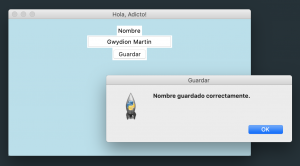 Hola, Adicto!
Nombre
Gwydion Martin
Guardar
Guardar
Nombre guardado correctamente.
OK